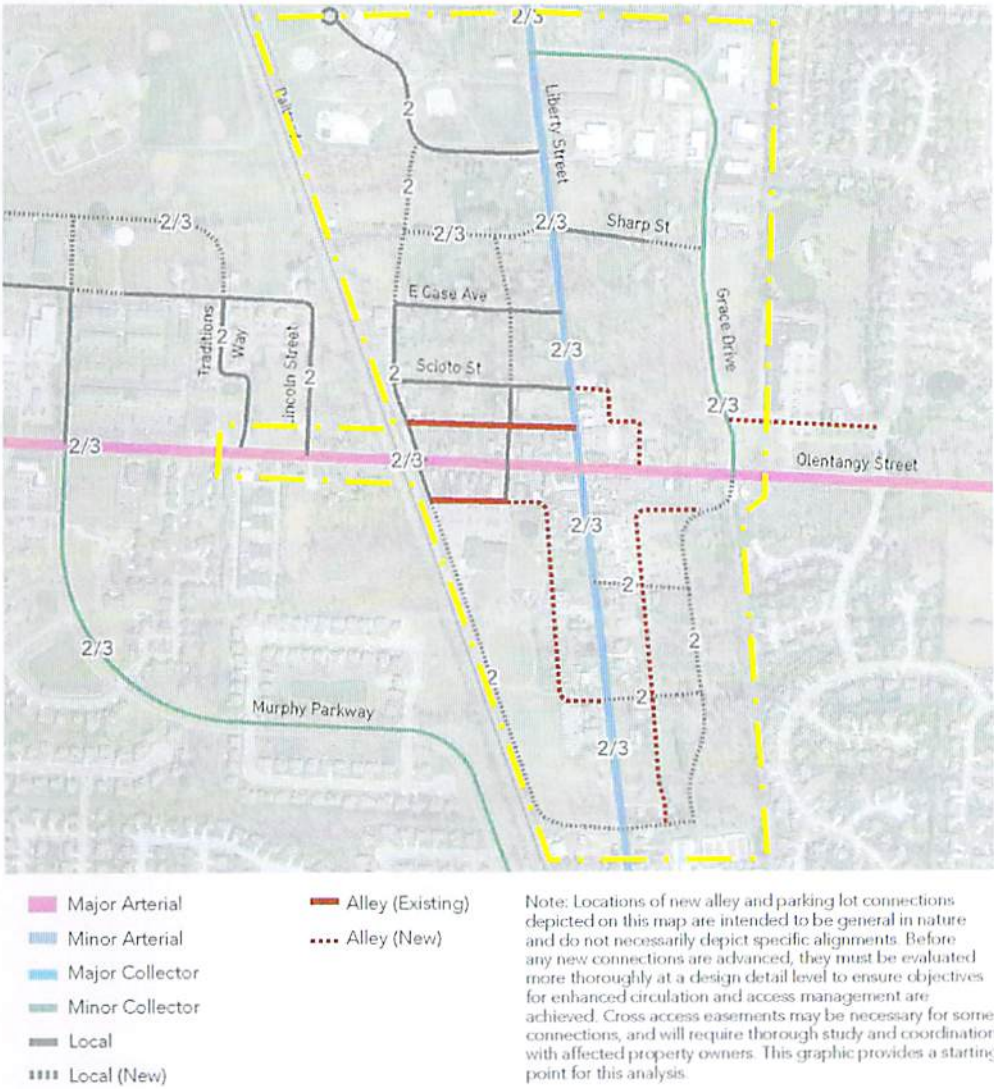 2/3
2
Liberty Street
2
2/3
2/3
2/3
Sharp St
E Case Ave
Grace Drive
Traditions
Way
2
Lincoln Street
2
2/3
Scioto St
2
2/3
2/3
2/3
Olentangy Street
2/3
2
2
2/3
2
2
Murphy Parkway
2/3
Major Arterial
Minor Arterial
Major Collector
Minor Collector
Local
Local (New)
Alley (Existing)
Alley (New)
Note: Locations of new alley and parking lot connections
depicted on this map are intended to be general in nature
and do not necessarily depict specific alignments. Before
any new connections are advanced, they must be evaluated
more thoroughly at a design detail level to ensure objectives
for enhanced circulation and access management are
achieved. Cross access easements may be necessary for some
connections, and will require thorough study and coordination
with affected property owners. This graphic provides a starting
point for this analysis.